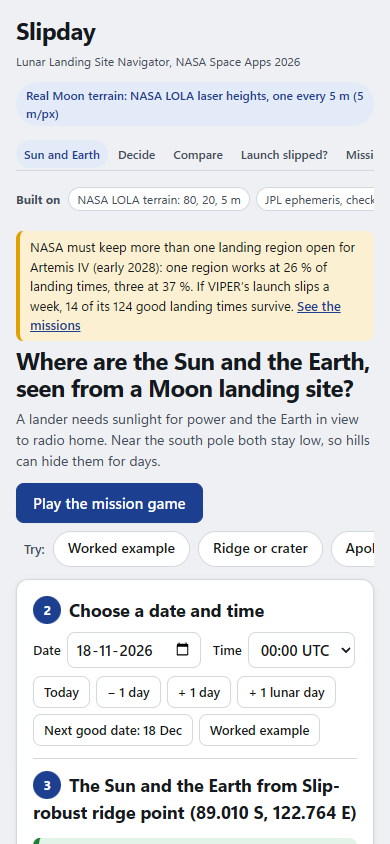 Slipday
Lunar Landing Site Navigator, NASA Space Apps 2026
Real Moon terrain: NASA LOLA laser heights, one every 5 m (5
m/px)
Sun and Earth Decide Compare Launch slipped? Missi
Built on NASA LOLA terrain: 80, 20, 5 m JPL ephemeris, check
NASA must keep more than one landing region open for
Artemis IV (early 2028): one region works at 26 % of
landing times, three at 37 %. If VIPER's launch slips a
week, 14 of its 124 good landing times survive. See the
missions
Where are the Sun and the Earth,
seen from a Moon landing site?
A lander needs sunlight for power and the Earth in view
to radio home. Near the south pole both stay low, so hills
can hide them for days.
Play the mission game
Try: Worked example Ridge or crater Apol
2 Choose a date and time
Date 18-11-2026 Time 00:00 UTC
Today − 1 day + 1 day + 1 lunar day
Next good date: 18 Dec Worked example
3 The Sun and the Earth from Slip-
robust ridge point (89.010 S, 122.764 E)